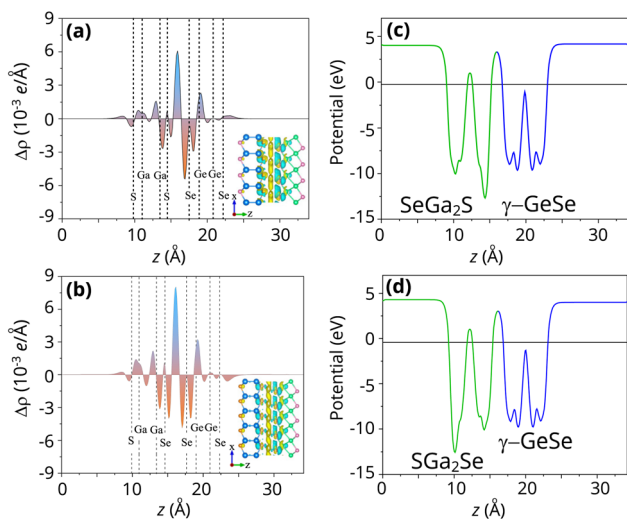 (a)
9
6
3
0
-3
-6
-9
Δρ (10⁻³ e/Å)
Ga Ga Ge Ge
S S Se Se
x
z
0 10 20 30
z (Å)
(c)
5
0
-5
-10
-15
Potential (eV)
SeGa₂S γ−GeSe
0 10 20 30
z (Å)
(b)
9
6
3
0
-3
-6
-9
Δρ (10⁻³ e/Å)
Ga Ga Ge Ge
S Se Se Se
x
z
0 10 20 30
z (Å)
(d)
5
0
-5
-10
-15
Potential (eV)
SGa₂Se γ−GeSe
0 10 20 30
z (Å)